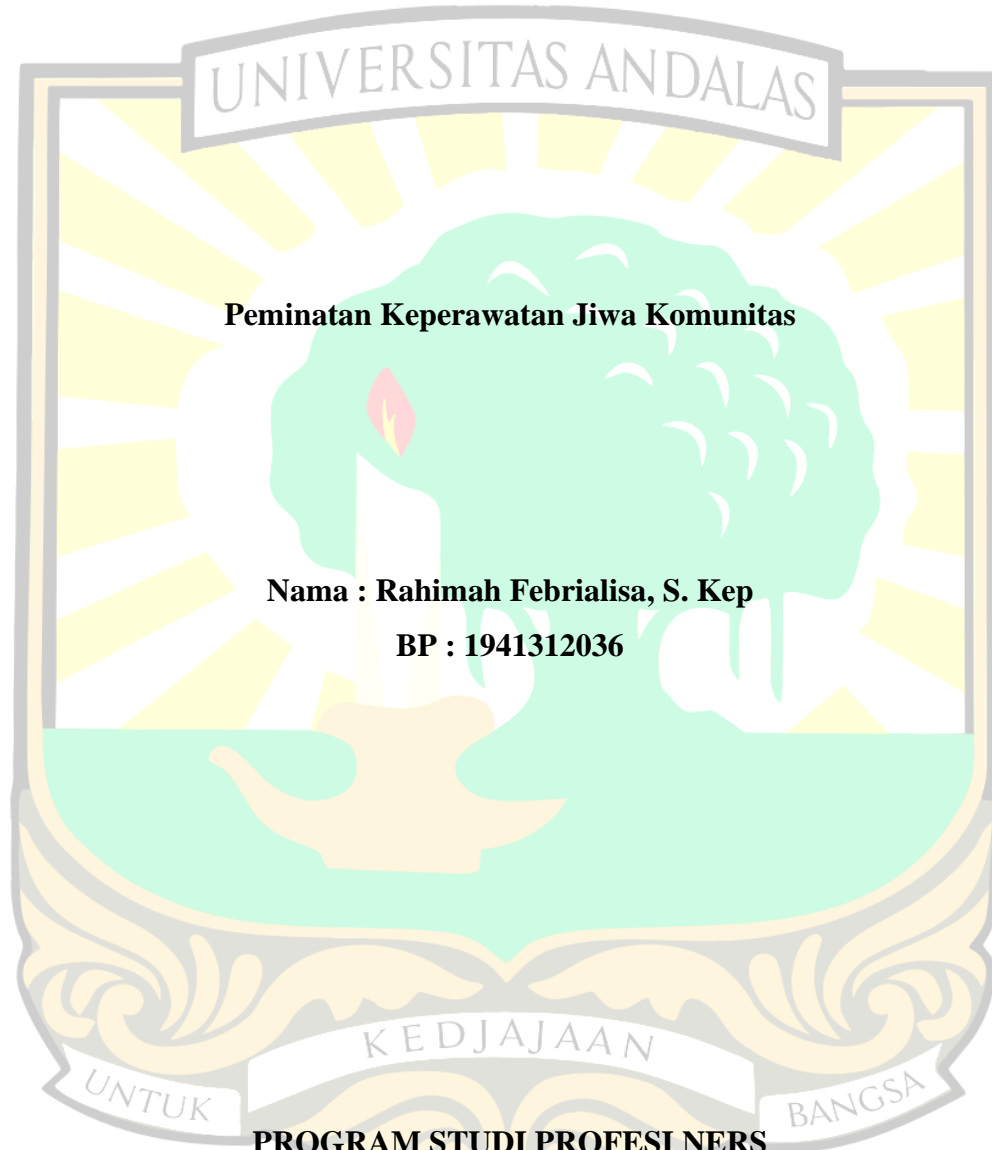 UNIVERSITAS ANDALAS
Peminatan Keperawatan Jiwa Komunitas
Nama : Rahimah Febrialisa, S. Kep
BP : 1941312036
KEDJAJAAN
UNTUK
BANGSA
PROGRAM STUDI PROFESI NERS